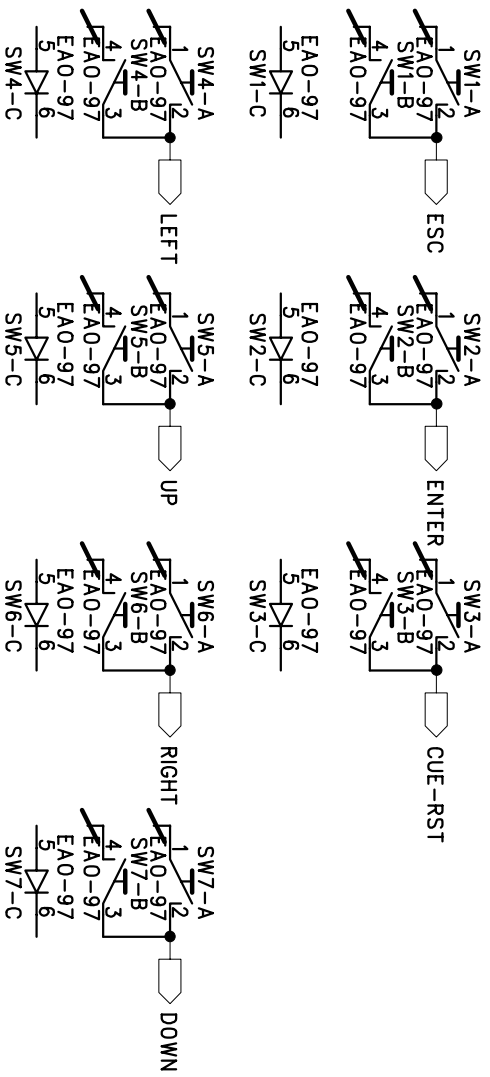 SW1-A
1 2
EAO-97
ESC
SW1-B
4 3
EAO-97
EAO-97
5 6
SW1-C
SW2-A
1 2
EAO-97
ENTER
SW2-B
4 3
EAO-97
EAO-97
5 6
SW2-C
SW3-A
1 2
EAO-97
CUE-RST
SW3-B
4 3
EAO-97
EAO-97
5 6
SW3-C
SW4-A
1 2
EAO-97
LEFT
SW4-B
4 3
EAO-97
EAO-97
5 6
SW4-C
SW5-A
1 2
EAO-97
UP
SW5-B
4 3
EAO-97
EAO-97
5 6
SW5-C
SW6-A
1 2
EAO-97
RIGHT
SW6-B
4 3
EAO-97
EAO-97
5 6
SW6-C
SW7-A
1 2
EAO-97
DOWN
SW7-B
4 3
EAO-97
EAO-97
5 6
SW7-C